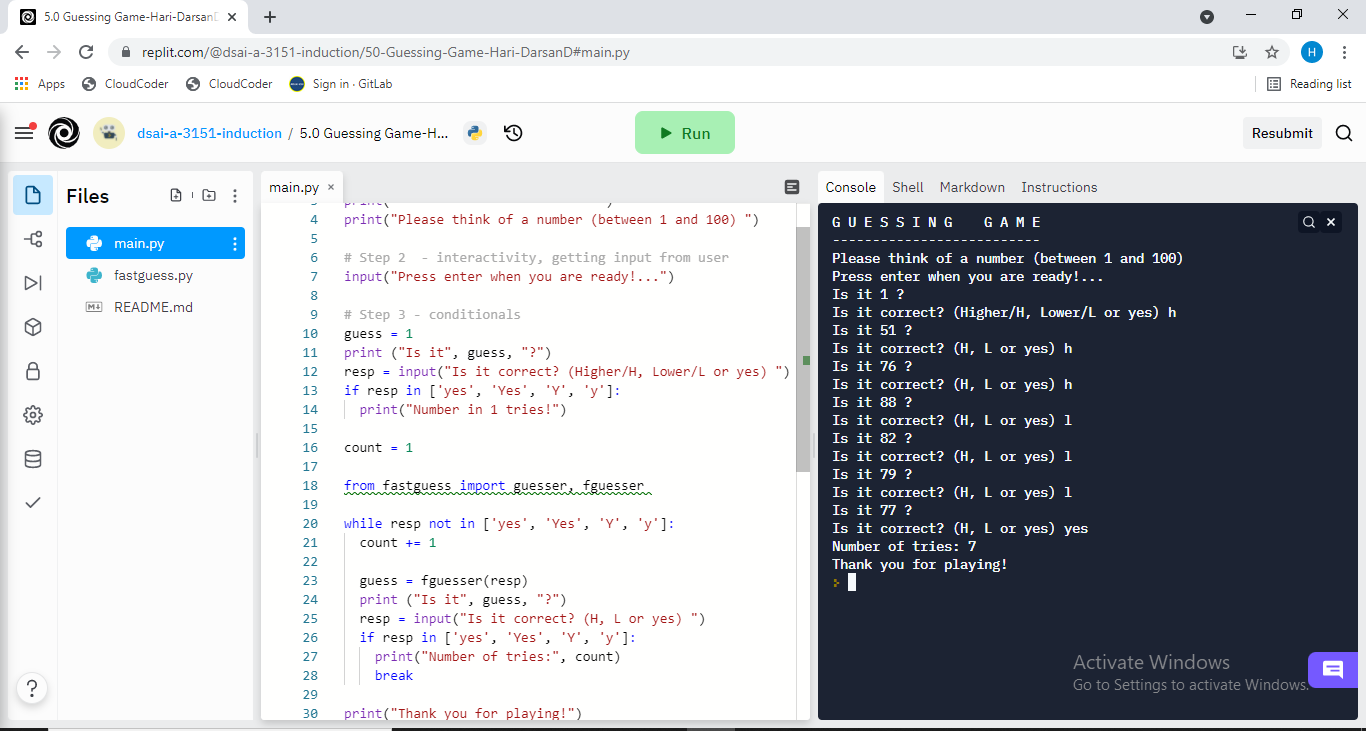 5.0 Guessing Game-Hari-DarsanD
replit.com/@dsai-a-3151-induction/50-Guessing-Game-Hari-DarsanD#main.py
H
Apps
CloudCoder
CloudCoder
Sign in · GitLab
Reading list
dsai-a-3151-induction / 5.0 Guessing Game-H...
Run
Resubmit
Files
main.py
fastguess.py
README.md
main.py
4 print("Please think of a number (between 1 and 100) ")
5
6 # Step 2  - interactivity, getting input from user
7 input("Press enter when you are ready!...")
8
9 # Step 3 - conditionals
10 guess = 1
11 print ("Is it", guess, "?")
12 resp = input("Is it correct? (Higher/H, Lower/L or yes) ")
13 if resp in ['yes', 'Yes', 'Y', 'y']:
14   print("Number in 1 tries!")
15
16 count = 1
17
18 from fastguess import guesser, fguesser
19
20 while resp not in ['yes', 'Yes', 'Y', 'y']:
21   count += 1
22
23   guess = fguesser(resp)
24   print ("Is it", guess, "?")
25   resp = input("Is it correct? (H, L or yes) ")
26   if resp in ['yes', 'Yes', 'Y', 'y']:
27     print("Number of tries:", count)
28     break
29
30 print("Thank you for playing!")
Console
Shell
Markdown
Instructions
G U E S S I N G   G A M E
--------------------------
Please think of a number (between 1 and 100)
Press enter when you are ready!...
Is it 1 ?
Is it correct? (Higher/H, Lower/L or yes) h
Is it 51 ?
Is it correct? (H, L or yes) h
Is it 76 ?
Is it correct? (H, L or yes) h
Is it 88 ?
Is it correct? (H, L or yes) l
Is it 82 ?
Is it correct? (H, L or yes) l
Is it 79 ?
Is it correct? (H, L or yes) l
Is it 77 ?
Is it correct? (H, L or yes) yes
Number of tries: 7
Thank you for playing!
Activate Windows
Go to Settings to activate Windows.
?